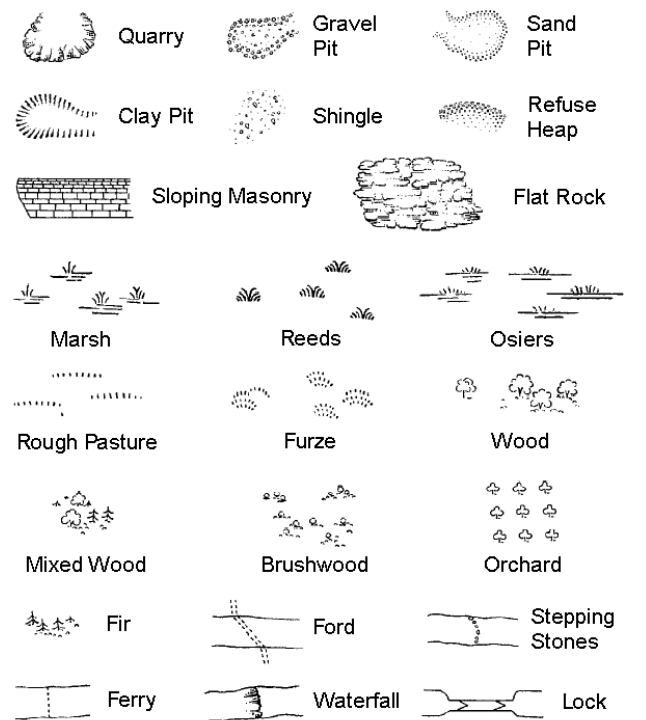 Quarry
Gravel
Pit
Sand
Pit
Clay Pit
Shingle
Refuse
Heap
Sloping Masonry
Flat Rock
Marsh
Reeds
Osiers
Rough Pasture
Furze
Wood
Mixed Wood
Brushwood
Orchard
Fir
Ford
Stepping
Stones
Ferry
Waterfall
Lock